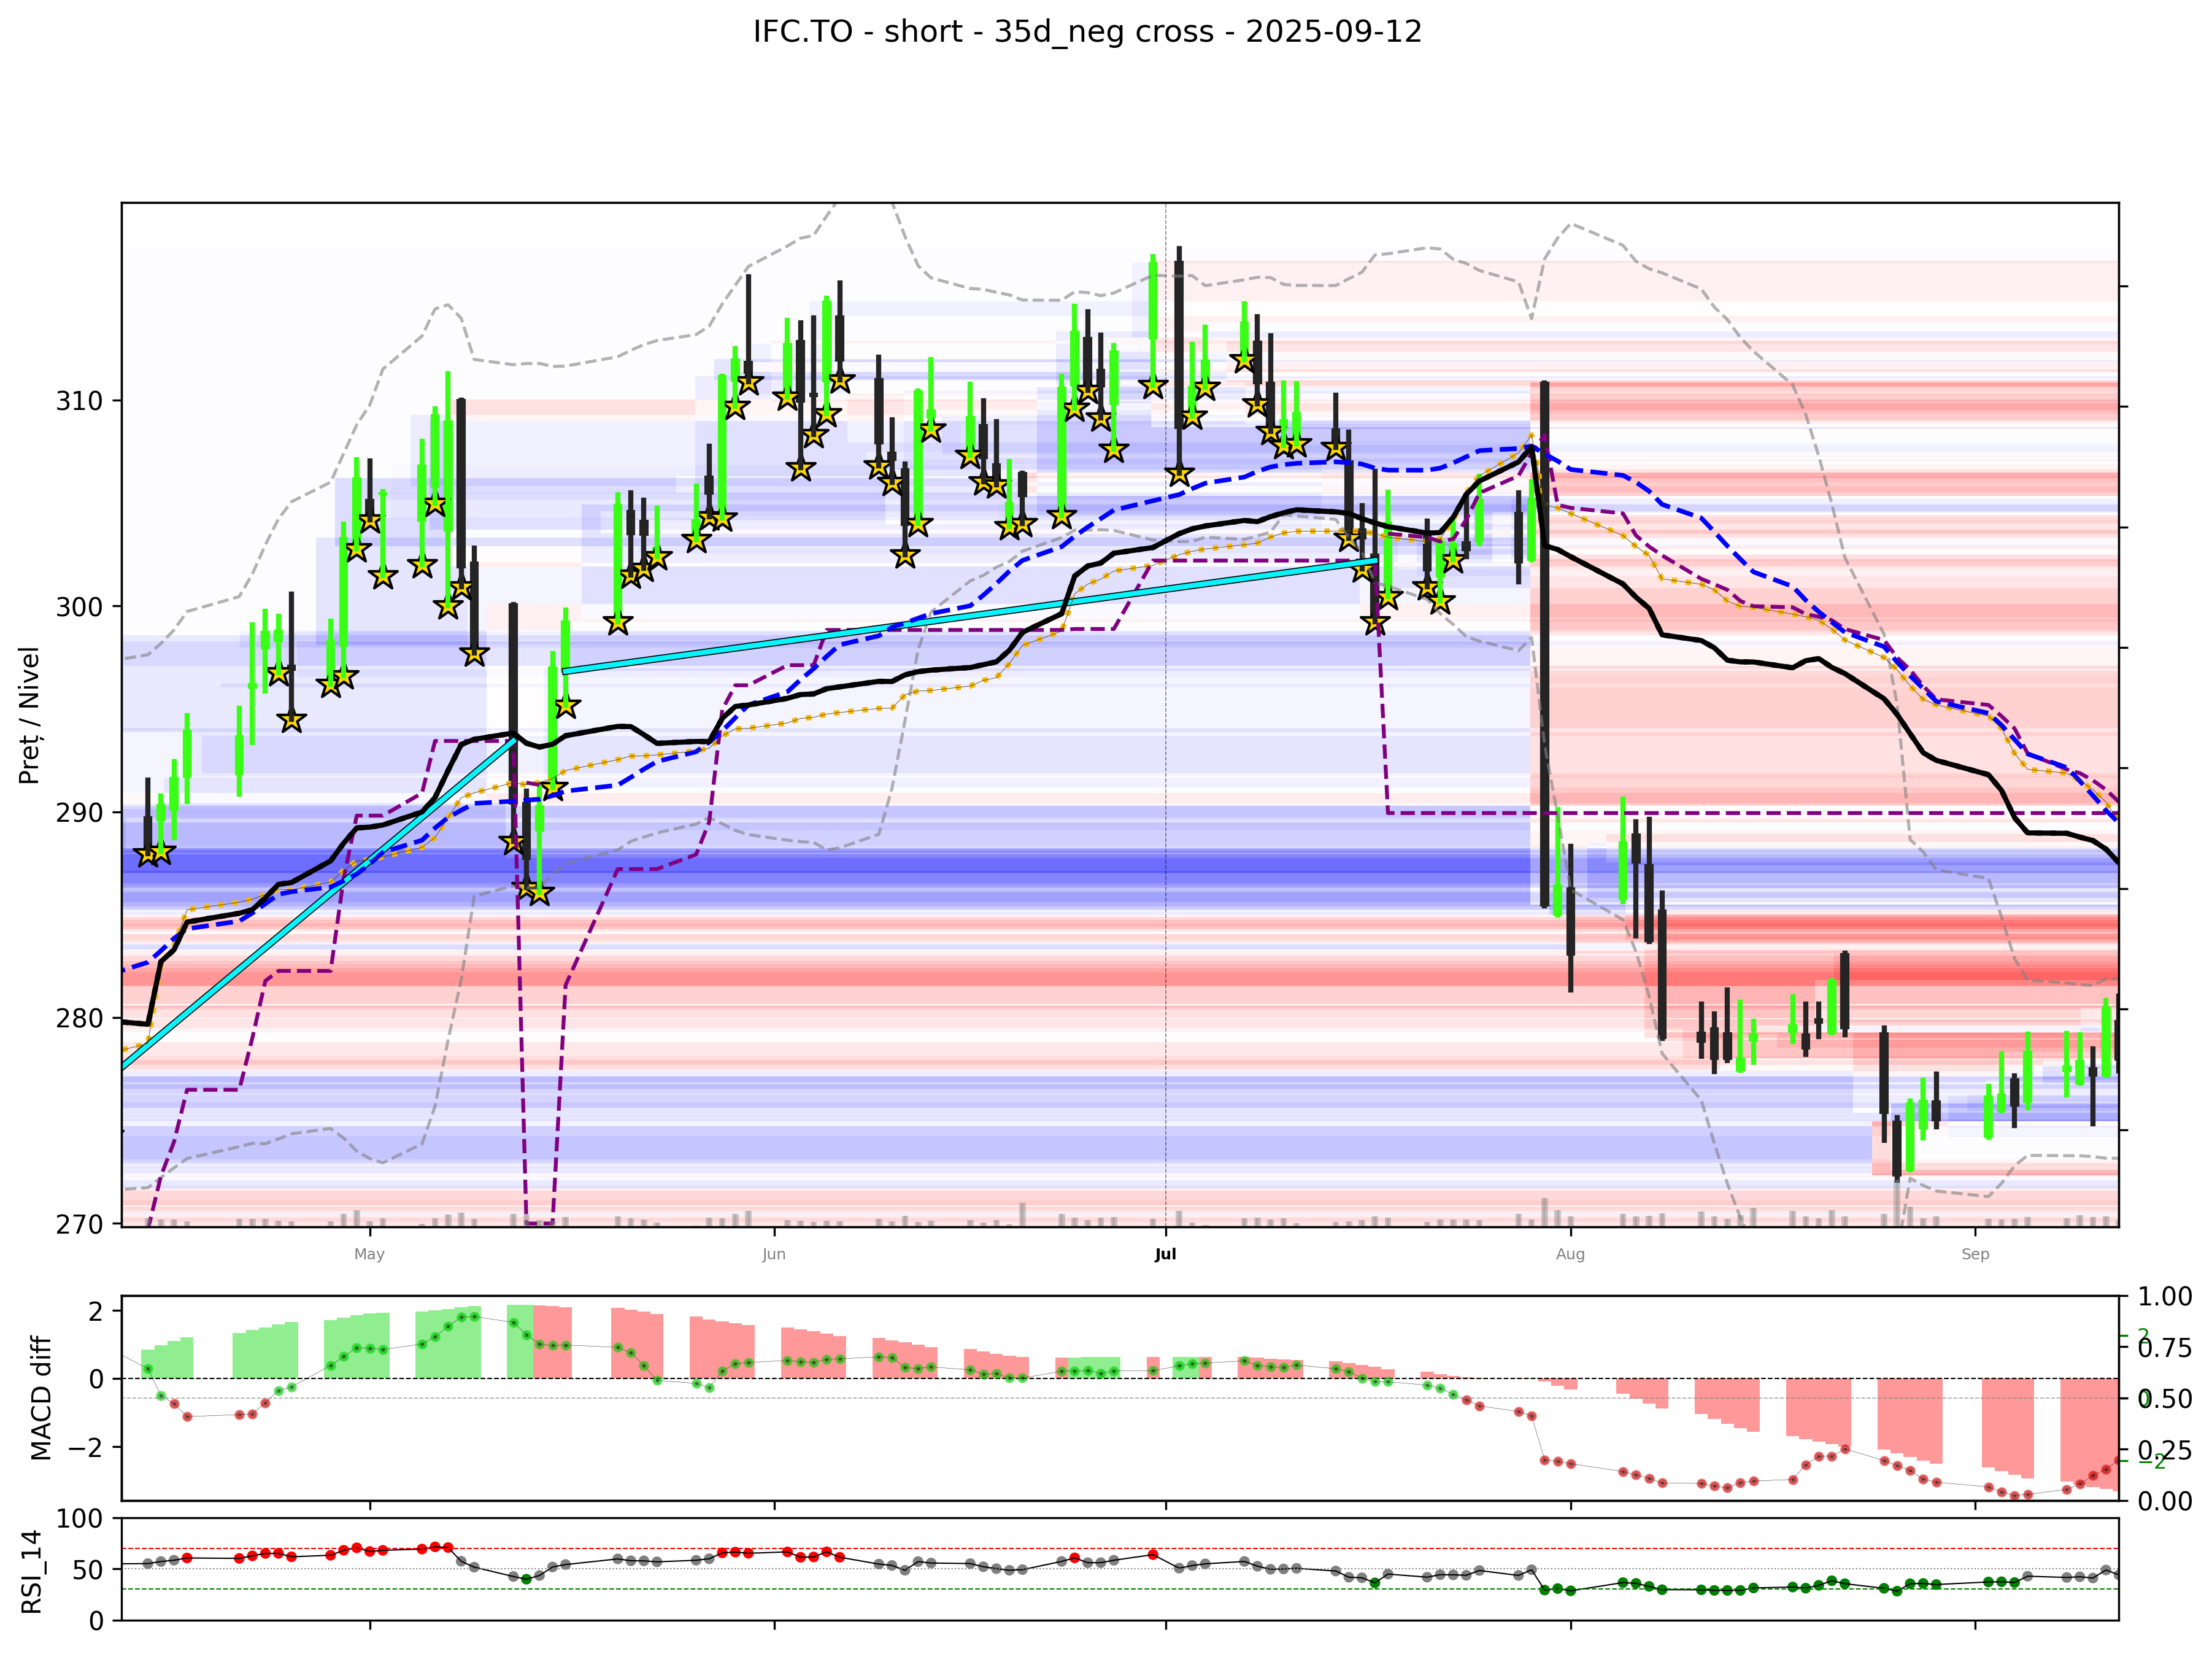 IFC.TO - short - 35d_neg cross - 2025-09-12
Preț / Nivel
310
300
290
280
270
May
Jun
Jul
Aug
Sep
MACD diff
2
0
−2
1.00
0.75
0.50
0.25
0.00
2
−2
RSI_14
100
50
0